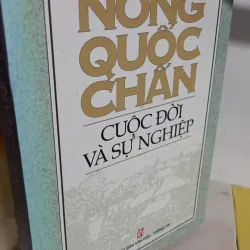 NÔNG
QUỐC
CHẤN
CUỘC ĐỜI
VÀ SỰ NGHIỆP